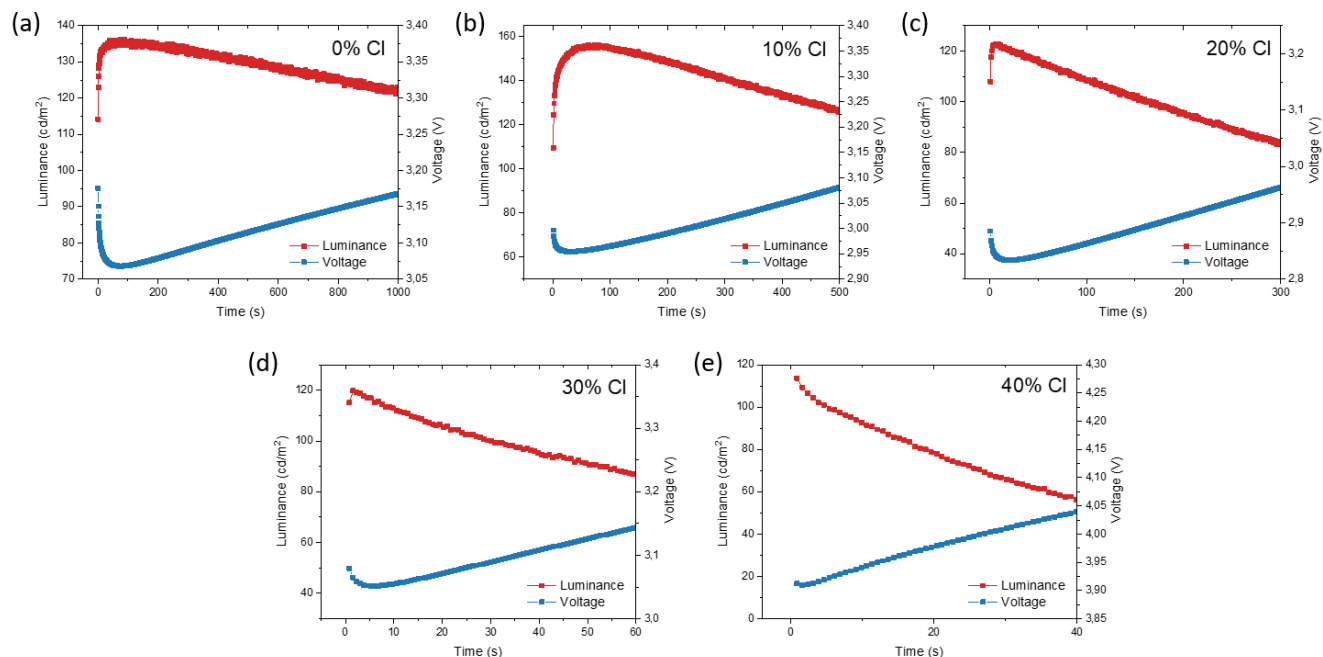 (a)
0% Cl
Luminance (cd/m²)
140
135
130
125
120
115
110
105
100
95
90
85
80
75
70
3,40
3,35
3,30
3,25
3,20
3,15
3,10
3,05
Voltage (V)
Luminance
Voltage
0 200 400 600 800 1000
Time (s)
(b)
10% Cl
Luminance (cd/m²)
160
140
120
100
80
60
3,40
3,35
3,30
3,25
3,20
3,15
3,10
3,05
3,00
2,95
2,90
Voltage (V)
Luminance
Voltage
0 100 200 300 400 500
Time (s)
(c)
20% Cl
Luminance (cd/m²)
120
100
80
60
40
3,2
3,1
3,0
2,9
2,8
Voltage (V)
Luminance
Voltage
0 100 200 300
Time (s)
(d)
30% Cl
Luminance (cd/m²)
120
100
80
60
40
3,4
3,3
3,2
3,1
3,0
Voltage (V)
Luminance
Voltage
0 10 20 30 40 50 60
Time (s)
(e)
40% Cl
Luminance (cd/m²)
120
100
80
60
40
20
0
4,30
4,25
4,20
4,15
4,10
4,05
4,00
3,95
3,90
3,85
Voltage (V)
Luminance
Voltage
0 20 40
Time (s)